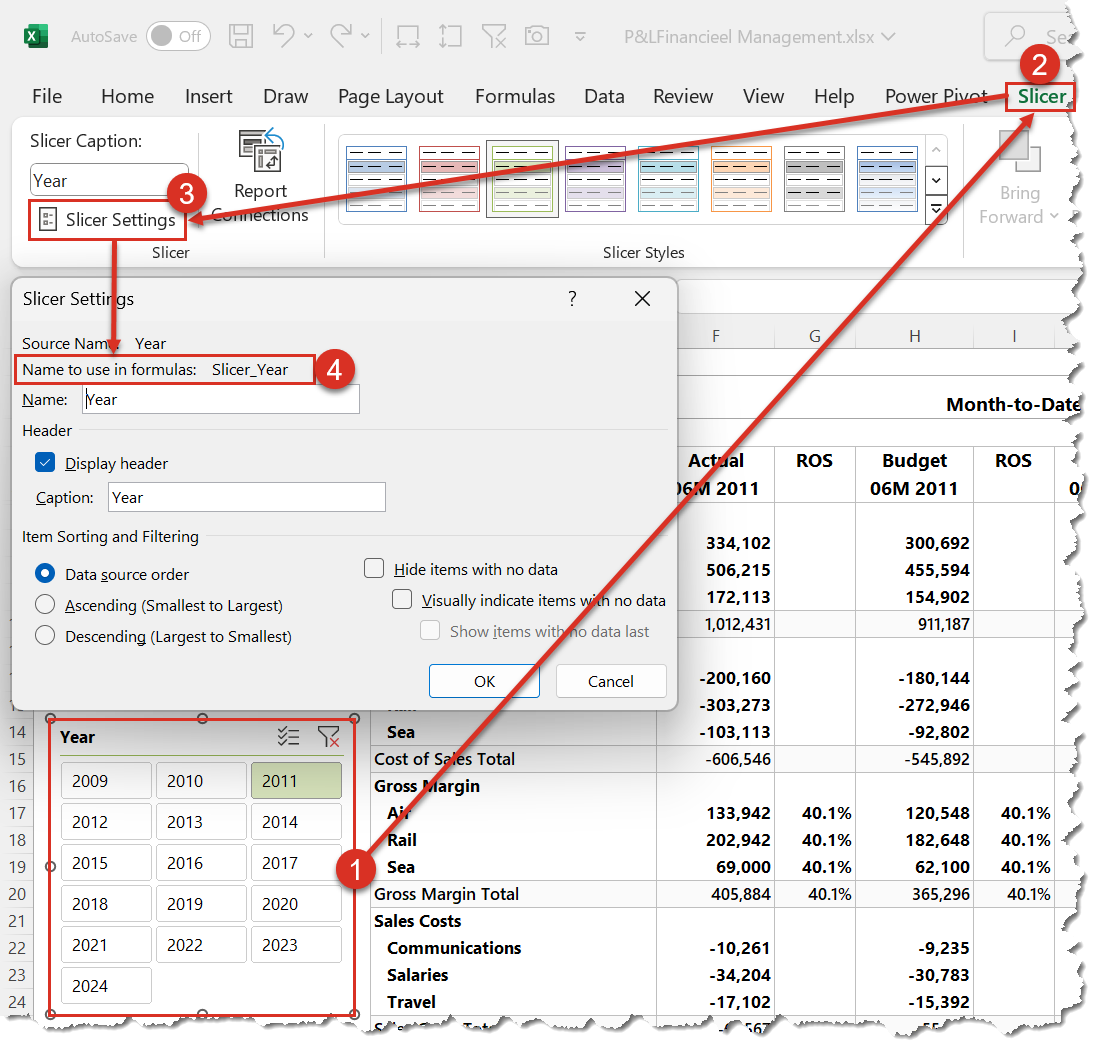 AutoSave Off P&LFinancieel Management.xlsx Se
2
File Home Insert Draw Page Layout Formulas Data Review View Help Power Pivot Slicer
Slicer Caption:
Year
3
Slicer Settings
Report
Connections
Bring
Forward
Slicer Slicer Styles
Slicer Settings ?
Source Name: Year
Name to use in formulas: Slicer_Year 4
Name: Year
Header
Display header
Caption: Year
Item Sorting and Filtering
Data source order
Ascending (Smallest to Largest)
Descending (Largest to Smallest)
Hide items with no data
Visually indicate items with no data
Show items with no data last
OK Cancel
F G H I
Month-to-Date
Actual ROS Budget ROS
06M 2011 06M 2011 0
334,102 300,692
506,215 455,594
172,113 154,902
1,012,431 911,187
-200,160 -180,144
-303,273 -272,946
14 Sea -103,113 -92,802
15 Cost of Sales Total -606,546 -545,892
16 Gross Margin
17 Air 133,942 40.1% 120,548 40.1%
18 Rail 202,942 40.1% 182,648 40.1%
19 Sea 69,000 40.1% 62,100 40.1%
20 Gross Margin Total 405,884 40.1% 365,296 40.1%
21 Sales Costs
22 Communications -10,261 -9,235
23 Salaries -34,204 -30,783
24 Travel -17,102 -15,392
Year
2009 2010 2011
2012 2013 2014
2015 2016 2017
1
2018 2019 2020
2021 2022 2023
2024